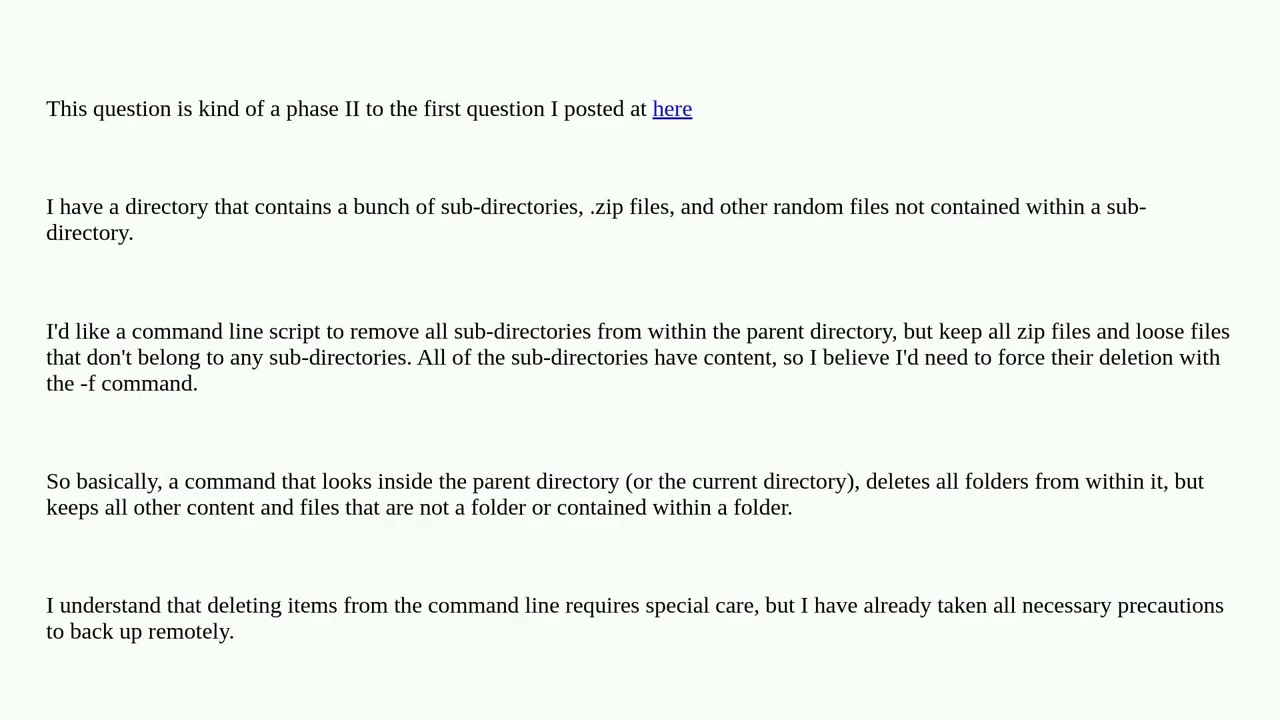 This question is kind of a phase II to the first question I posted at here
I have a directory that contains a bunch of sub-directories, .zip files, and other random files not contained within a sub-
directory.
I'd like a command line script to remove all sub-directories from within the parent directory, but keep all zip files and loose files
that don't belong to any sub-directories. All of the sub-directories have content, so I believe I'd need to force their deletion with
the -f command.
So basically, a command that looks inside the parent directory (or the current directory), deletes all folders from within it, but
keeps all other content and files that are not a folder or contained within a folder.
I understand that deleting items from the command line requires special care, but I have already taken all necessary precautions
to back up remotely.